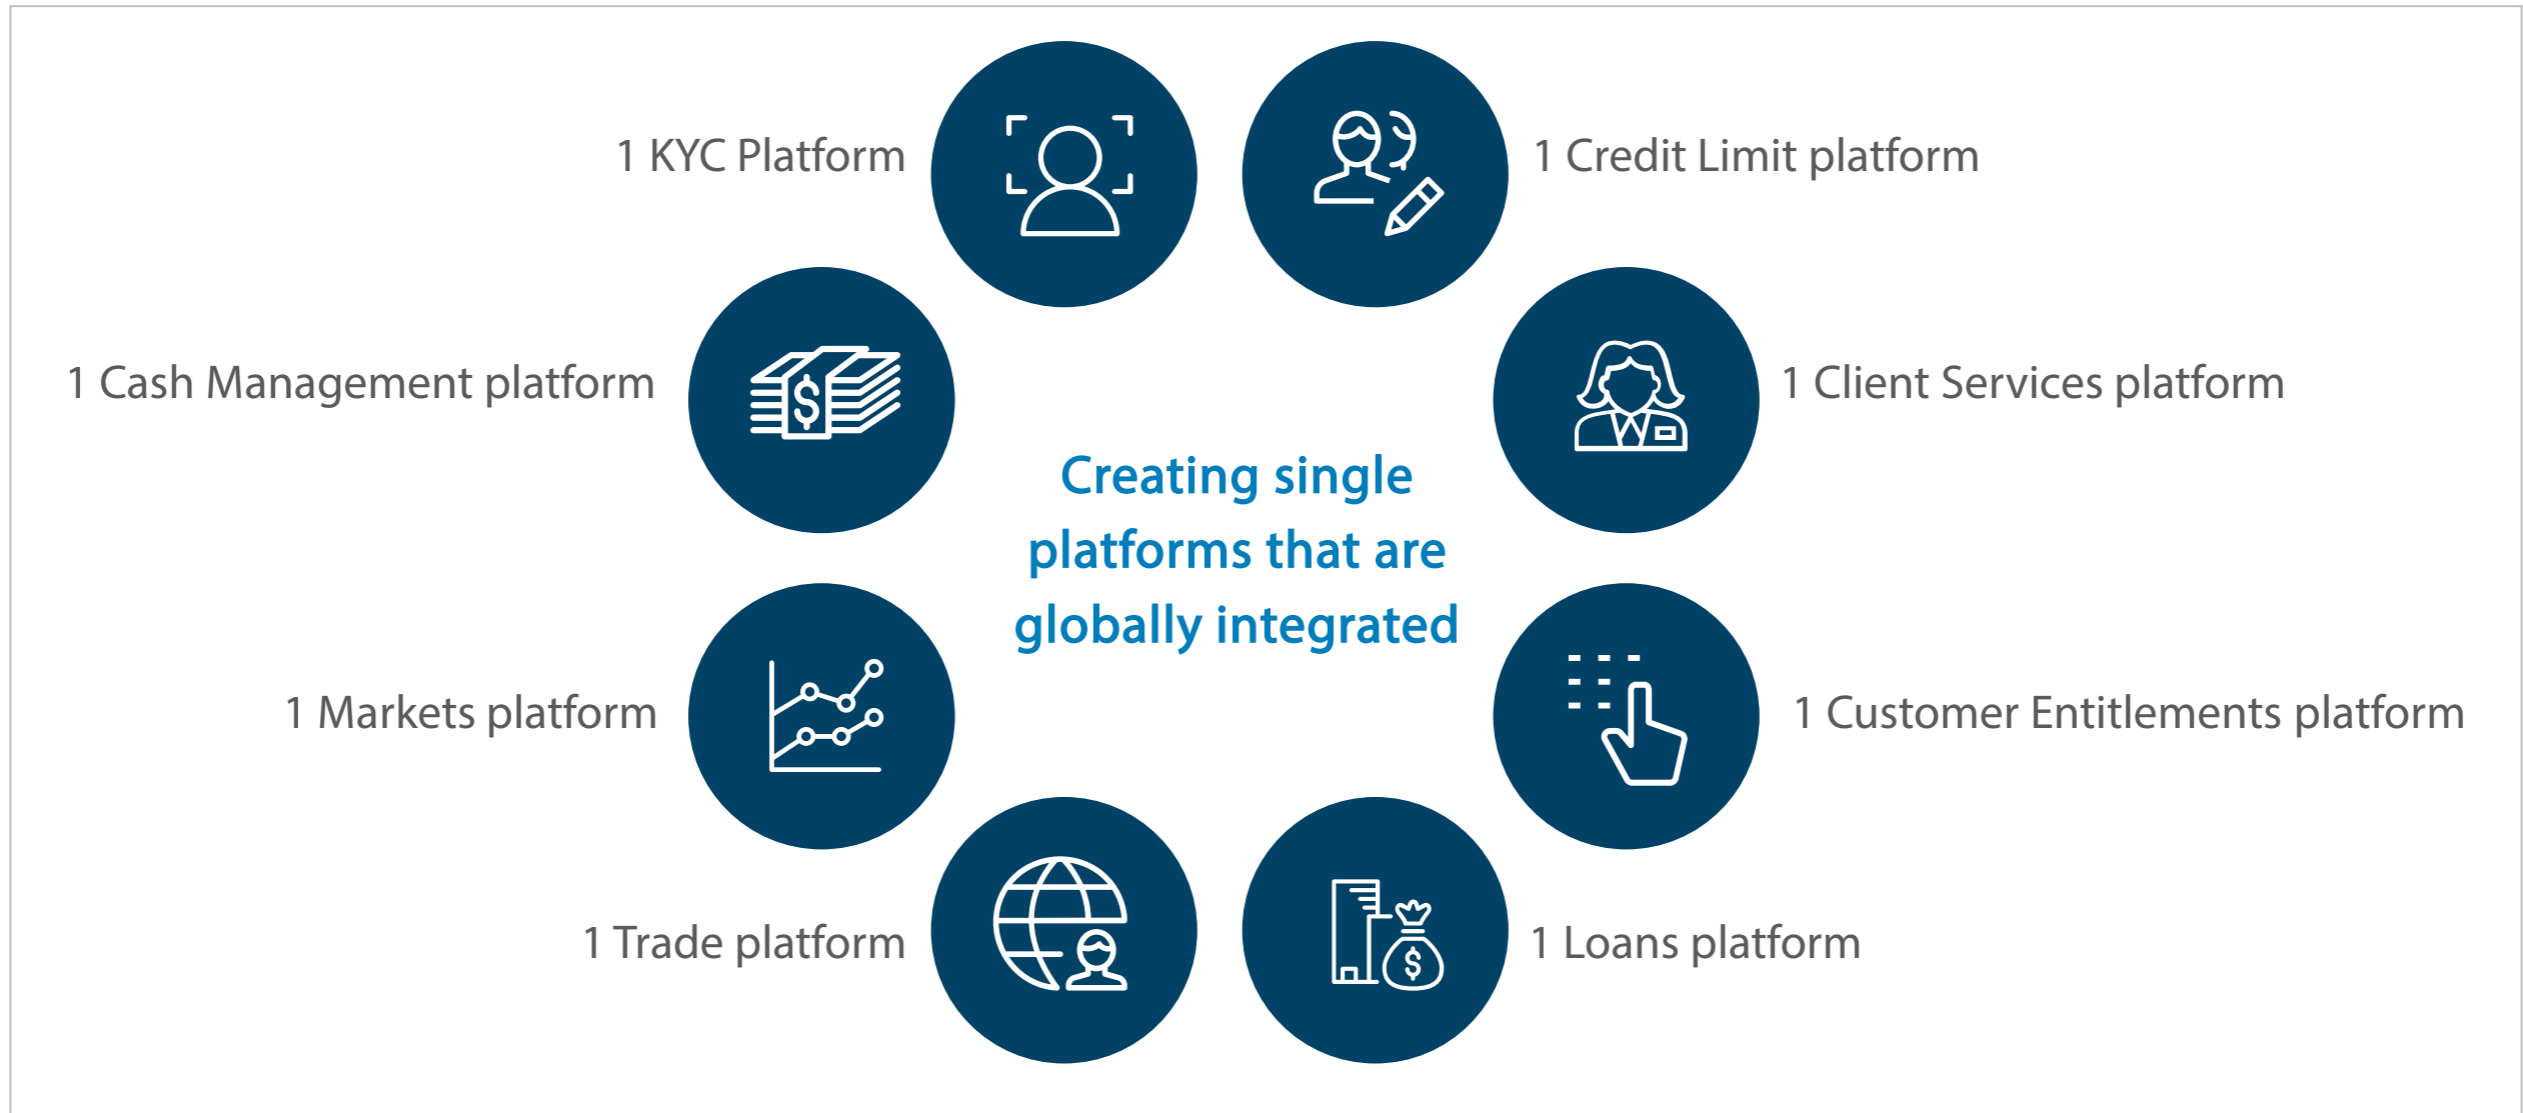 1 KYC Platform
1 Credit Limit platform
1 Cash Management platform
1 Client Services platform
Creating single
platforms that are
globally integrated
1 Markets platform
1 Customer Entitlements platform
1 Trade platform
1 Loans platform